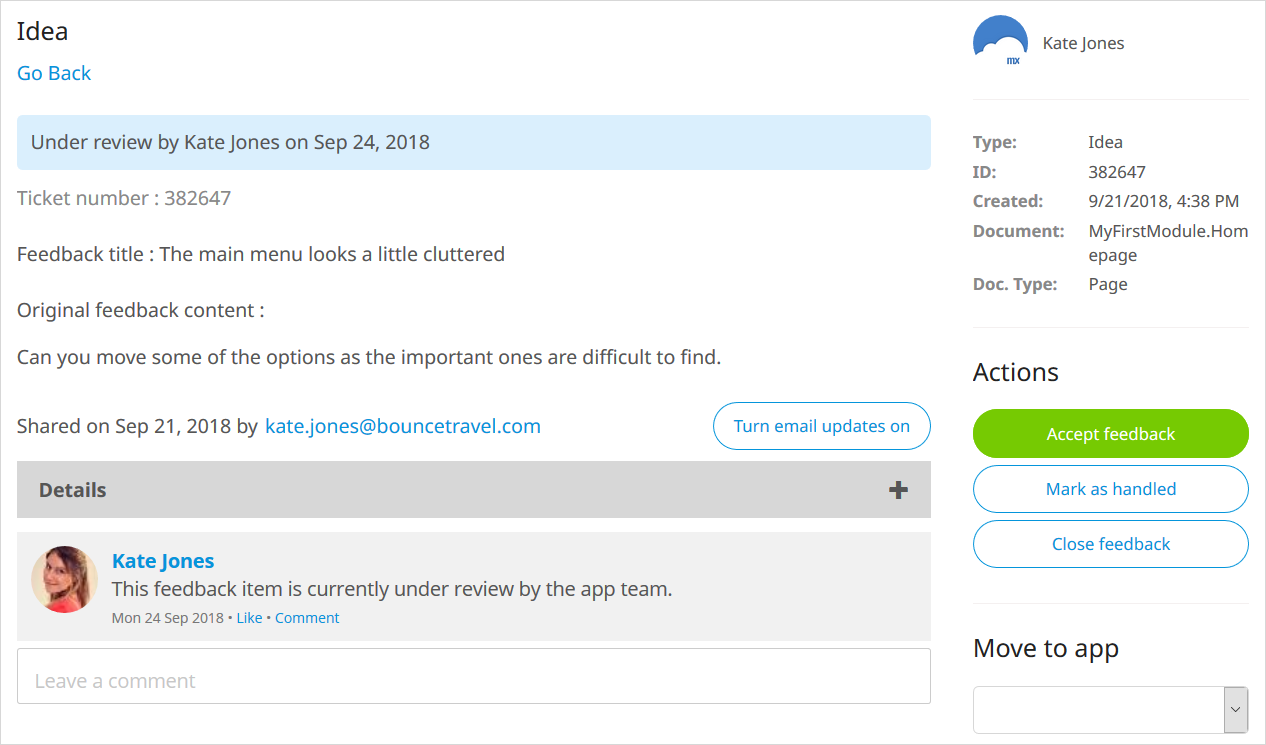 Idea
Go Back
Under review by Kate Jones on Sep 24, 2018
Ticket number : 382647
Feedback title : The main menu looks a little cluttered
Original feedback content :
Can you move some of the options as the important ones are difficult to find.
Shared on Sep 21, 2018 by kate.jones@bouncetravel.com
Turn email updates on
Details
Kate Jones
This feedback item is currently under review by the app team.
Mon 24 Sep 2018 • Like • Comment
Leave a comment
mx
Kate Jones
Type: Idea
ID: 382647
Created: 9/21/2018, 4:38 PM
Document: MyFirstModule.Hom
epage
Doc. Type: Page
Actions
Accept feedback
Mark as handled
Close feedback
Move to app